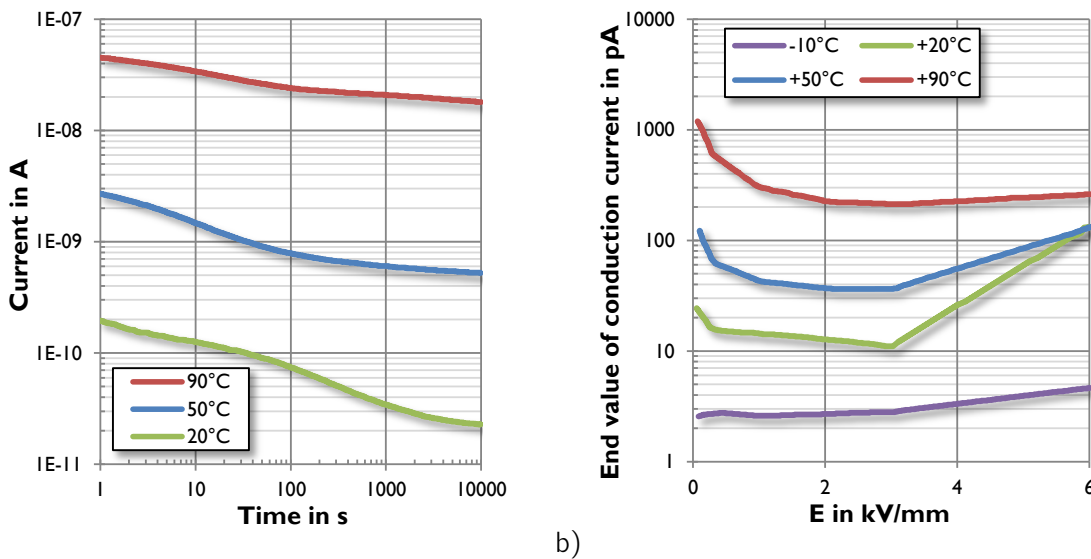 Current in A
1E-07
1E-08
1E-09
1E-10
1E-11
90°C
50°C
20°C
1 10 100 1000 10000
Time in s
End value of conduction current in pA
10000
1000
100
10
1
-10°C +20°C
+50°C +90°C
0 2 4 6
E in kV/mm
b)